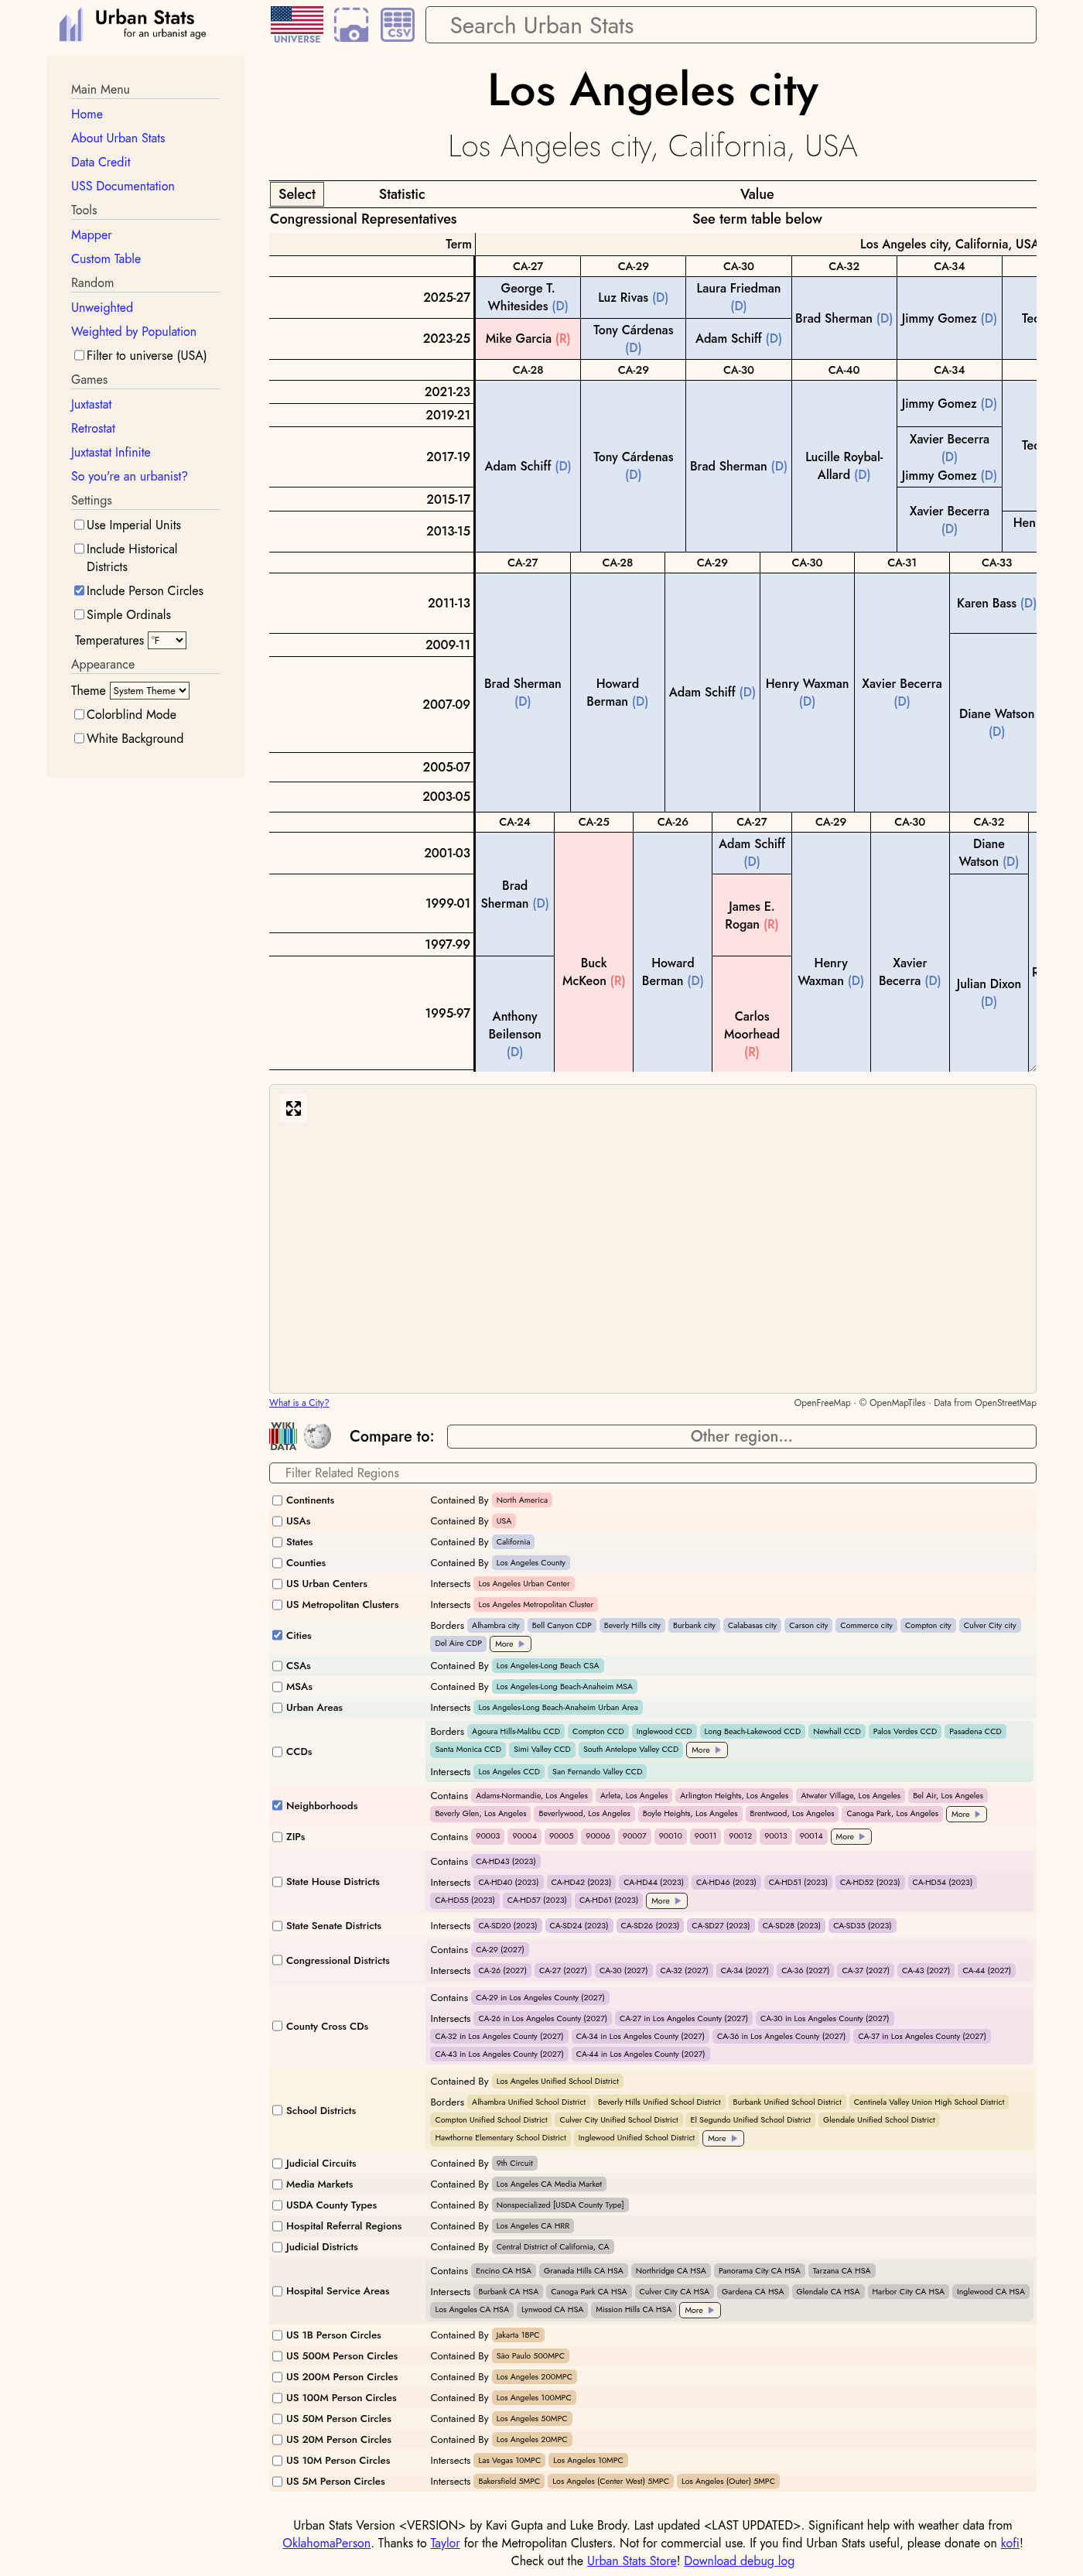 Urban Stats
for an urbanist age
UNIVERSE
CSV
Search Urban Stats
Main Menu
Home
About Urban Stats
Data Credit
USS Documentation
Tools
Mapper
Custom Table
Random
Unweighted
Weighted by Population
Filter to universe (USA)
Games
Juxtastat
Retrostat
Juxtastat Infinite
So you're an urbanist?
Settings
Use Imperial Units
Include Historical
Districts
Include Person Circles
Simple Ordinals
Temperatures °F
Appearance
Theme System Theme
Colorblind Mode
White Background
Los Angeles city
Los Angeles city, California, USA
Select Statistic Value
Congressional Representatives See term table below
Term Los Angeles city, California, USA
CA-27 CA-29 CA-30 CA-32 CA-34
2025-27 George T. Whitesides (D) Luz Rivas (D) Laura Friedman (D) Brad Sherman (D) Jimmy Gomez (D) Tec
2023-25 Mike Garcia (R) Tony Cárdenas (D) Adam Schiff (D)
CA-28 CA-29 CA-30 CA-40 CA-34
2021-23 Jimmy Gomez (D)
2019-21
2017-19 Adam Schiff (D) Tony Cárdenas (D) Brad Sherman (D) Lucille Roybal-Allard (D) Xavier Becerra (D) Jimmy Gomez (D) Tec
2015-17 Xavier Becerra (D)
2013-15 Hen
CA-27 CA-28 CA-29 CA-30 CA-31 CA-33
2011-13 Karen Bass (D)
2009-11
2007-09 Brad Sherman (D) Howard Berman (D) Adam Schiff (D) Henry Waxman (D) Xavier Becerra (D) Diane Watson (D)
2005-07
2003-05
CA-24 CA-25 CA-26 CA-27 CA-29 CA-30 CA-32
2001-03 Adam Schiff (D) Diane Watson (D)
1999-01 Brad Sherman (D) James E. Rogan (R)
1997-99
1995-97 Anthony Beilenson (D) Buck McKeon (R) Howard Berman (D) Carlos Moorhead (R) Henry Waxman (D) Xavier Becerra (D) Julian Dixon (D)
What is a City? OpenFreeMap · © OpenMapTiles · Data from OpenStreetMap
WIKI
DATA
Compare to: Other region...
Filter Related Regions
Continents Contained By North America
USAs Contained By USA
States Contained By California
Counties Contained By Los Angeles County
US Urban Centers Intersects Los Angeles Urban Center
US Metropolitan Clusters Intersects Los Angeles Metropolitan Cluster
Cities Borders Alhambra city Bell Canyon CDP Beverly Hills city Burbank city Calabasas city Carson city Commerce city Compton city Culver City city
Del Aire CDP More
CSAs Contained By Los Angeles-Long Beach CSA
MSAs Contained By Los Angeles-Long Beach-Anaheim MSA
Urban Areas Intersects Los Angeles-Long Beach-Anaheim Urban Area
CCDs Borders Agoura Hills-Malibu CCD Compton CCD Inglewood CCD Long Beach-Lakewood CCD Newhall CCD Palos Verdes CCD Pasadena CCD
Santa Monica CCD Simi Valley CCD South Antelope Valley CCD More
Intersects Los Angeles CCD San Fernando Valley CCD
Neighborhoods Contains Adams-Normandie, Los Angeles Arleta, Los Angeles Arlington Heights, Los Angeles Atwater Village, Los Angeles Bel Air, Los Angeles
Beverly Glen, Los Angeles Beverlywood, Los Angeles Boyle Heights, Los Angeles Brentwood, Los Angeles Canoga Park, Los Angeles More
ZIPs Contains 90003 90004 90005 90006 90007 90010 90011 90012 90013 90014 More
State House Districts Contains CA-HD43 (2023)
Intersects CA-HD40 (2023) CA-HD42 (2023) CA-HD44 (2023) CA-HD46 (2023) CA-HD51 (2023) CA-HD52 (2023) CA-HD54 (2023)
CA-HD55 (2023) CA-HD57 (2023) CA-HD61 (2023) More
State Senate Districts Intersects CA-SD20 (2023) CA-SD24 (2023) CA-SD26 (2023) CA-SD27 (2023) CA-SD28 (2023) CA-SD35 (2023)
Congressional Districts Contains CA-29 (2027)
Intersects CA-26 (2027) CA-27 (2027) CA-30 (2027) CA-32 (2027) CA-34 (2027) CA-36 (2027) CA-37 (2027) CA-43 (2027) CA-44 (2027)
County Cross CDs Contains CA-29 in Los Angeles County (2027)
Intersects CA-26 in Los Angeles County (2027) CA-27 in Los Angeles County (2027) CA-30 in Los Angeles County (2027)
CA-32 in Los Angeles County (2027) CA-34 in Los Angeles County (2027) CA-36 in Los Angeles County (2027) CA-37 in Los Angeles County (2027)
CA-43 in Los Angeles County (2027) CA-44 in Los Angeles County (2027)
School Districts Contained By Los Angeles Unified School District
Borders Alhambra Unified School District Beverly Hills Unified School District Burbank Unified School District Centinela Valley Union High School District
Compton Unified School District Culver City Unified School District El Segundo Unified School District Glendale Unified School District
Hawthorne Elementary School District Inglewood Unified School District More
Judicial Circuits Contained By 9th Circuit
Media Markets Contained By Los Angeles CA Media Market
USDA County Types Contained By Nonspecialized [USDA County Type]
Hospital Referral Regions Contained By Los Angeles CA HRR
Judicial Districts Contained By Central District of California, CA
Hospital Service Areas Contains Encino CA HSA Granada Hills CA HSA Northridge CA HSA Panorama City CA HSA Tarzana CA HSA
Intersects Burbank CA HSA Canoga Park CA HSA Culver City CA HSA Gardena CA HSA Glendale CA HSA Harbor City CA HSA Inglewood CA HSA
Los Angeles CA HSA Lynwood CA HSA Mission Hills CA HSA More
US 1B Person Circles Contained By Jakarta 1BPC
US 500M Person Circles Contained By São Paulo 500MPC
US 200M Person Circles Contained By Los Angeles 200MPC
US 100M Person Circles Contained By Los Angeles 100MPC
US 50M Person Circles Contained By Los Angeles 50MPC
US 20M Person Circles Contained By Los Angeles 20MPC
US 10M Person Circles Intersects Las Vegas 10MPC Los Angeles 10MPC
US 5M Person Circles Intersects Bakersfield 5MPC Los Angeles (Center West) 5MPC Los Angeles (Outer) 5MPC
Urban Stats Version <VERSION> by Kavi Gupta and Luke Brody. Last updated <LAST UPDATED>. Significant help with weather data from
OklahomaPerson. Thanks to Taylor for the Metropolitan Clusters. Not for commercial use. If you find Urban Stats useful, please donate on kofi!
Check out the Urban Stats Store! Download debug log